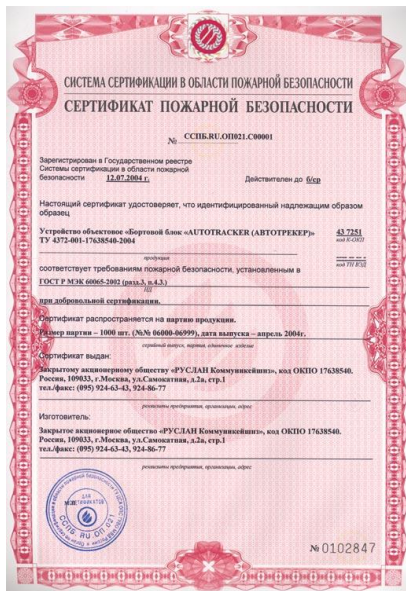 СИСТЕМА СЕРТИФИКАЦИИ В ОБЛАСТИ ПОЖАРНОЙ БЕЗОПАСНОСТИ
СЕРТИФИКАТ ПОЖАРНОЙ БЕЗОПАСНОСТИ
№ ССПБ.RU.ОП021.С00001
Зарегистрирован в Государственном реестре
Системы сертификации в области пожарной
безопасности 12.07.2004 г. Действителен до б/ср
Настоящий сертификат удостоверяет, что идентифицированный надлежащим образом
образец
Устройство объектовое «Бортовой блок «AUTOTRACKER (АВТОТРЕКЕР)» 43 7251
ТУ 4372-001-17638540-2004 код К-ОКП
продукция
код ТН ВЭД
соответствует требованиям пожарной безопасности, установленным в
ГОСТ Р МЭК 60065-2002 (разд.3, п.4.3.)
НД
при добровольной сертификации.
Сертификат распространяется на партию продукции.
Размер партии – 1000 шт. (№№ 06000-06999), дата выпуска – апрель 2004г.
серийный выпуск, партия, единичное изделие
Сертификат выдан:
Закрытому акционерному обществу «РУСЛАН Коммуникейшнз», код ОКПО 17638540.
Россия, 109033, г.Москва, ул.Самокатная, д.2а, стр.1
тел./факс: (095) 924-63-43, 924-86-77
реквизиты предприятия, организации, адрес
Изготовитель:
Закрытое акционерное общество «РУСЛАН Коммуникейшнз», код ОКПО 17638540.
Россия, 109033, г.Москва, ул.Самокатная, д.2а, стр.1
тел./факс: (095) 924-63-43, 924-86-77
реквизиты предприятия, организации, адрес
М.П.
ДЛЯ
СЕРТИФИКАТОВ
ССПБ.RU.ОП.021
№ 0102847